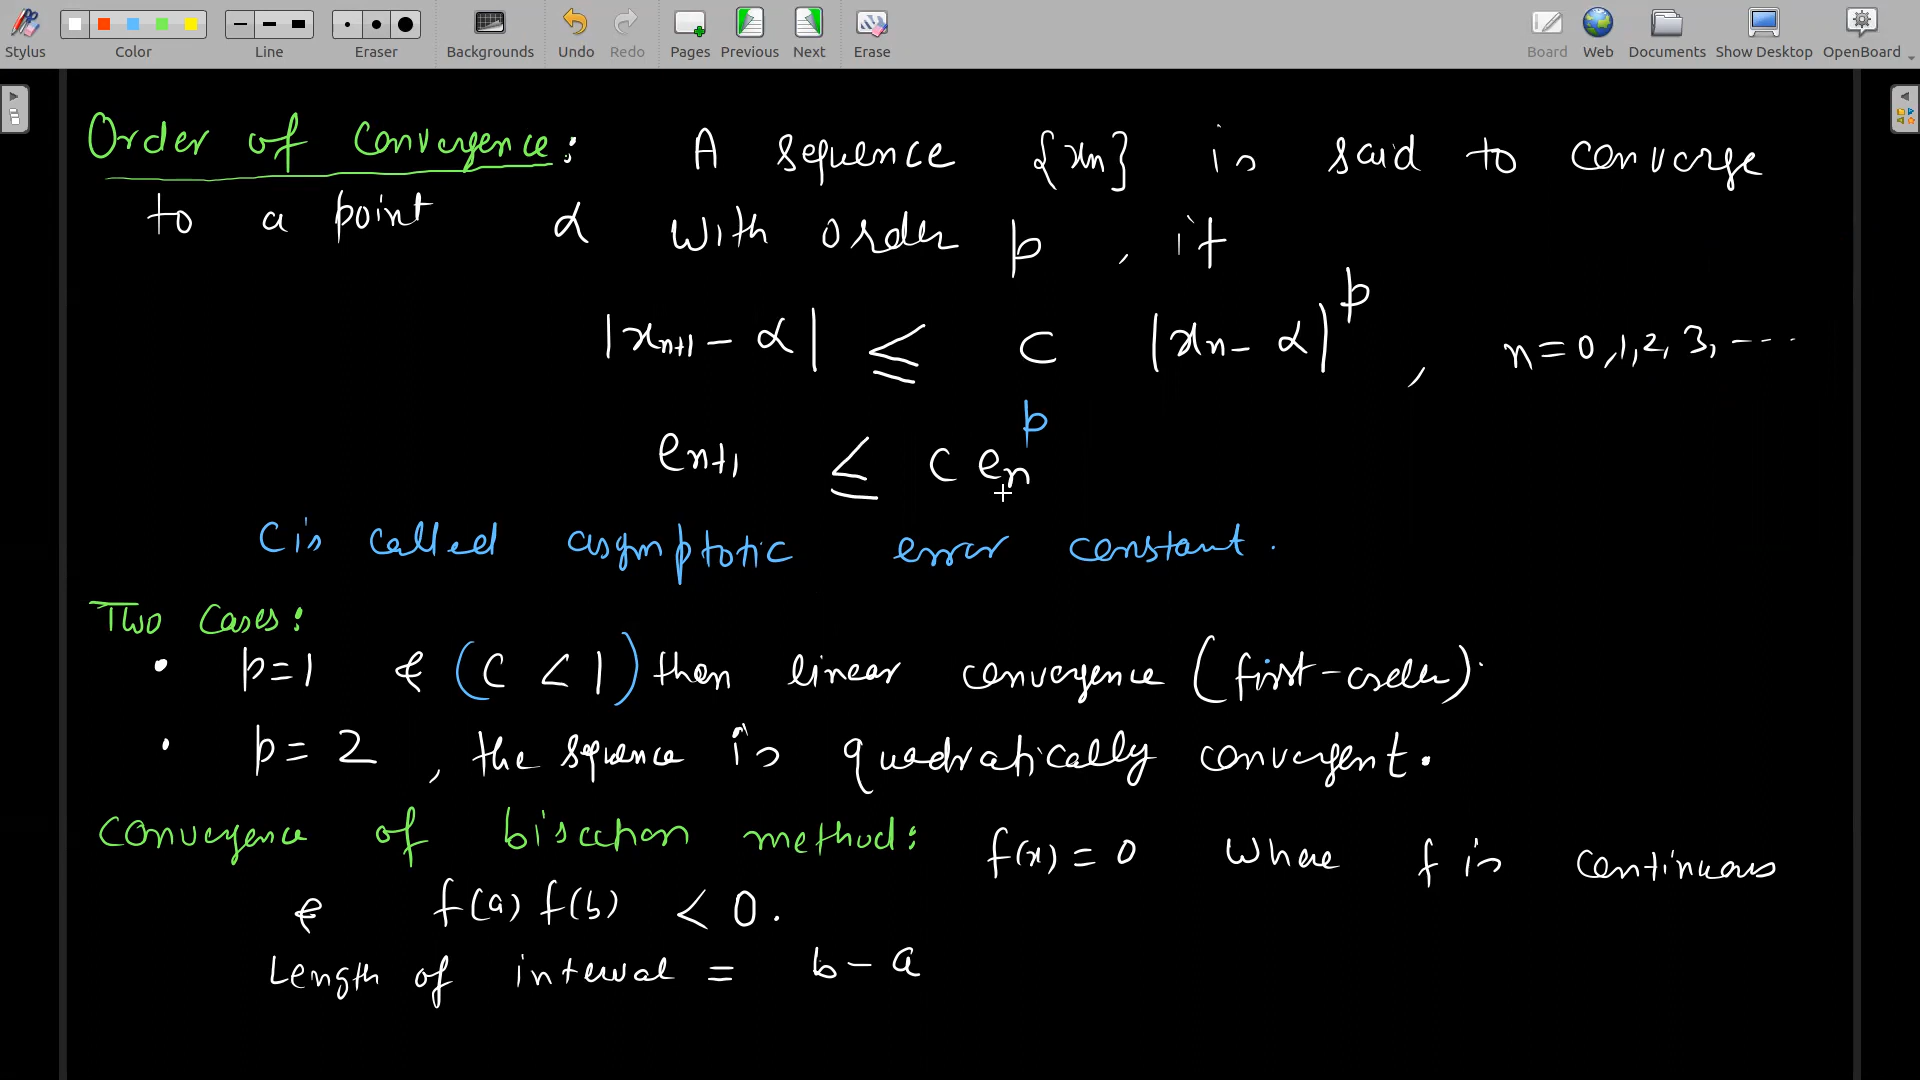 Stylus Color Line Eraser Backgrounds Undo Redo Pages Previous Next Erase Board Web Documents Show Desktop OpenBoard
Order of Convergence: A sequence {xn} is said to converge
to a point α with order p, if
|xn+1 - α| ≤ c |xn - α|^p, n=0,1,2,3,----
en+1 ≤ c en^p
C is called asymptotic error constant.
Two Cases:
• p=1 & (C < 1) then linear convergence (first-order).
• p=2, the sequence is quadratically convergent.
Convergence of bisection method: f(x)=0 where f is continuous
& f(a) f(b) < 0.
Length of interval = b-a